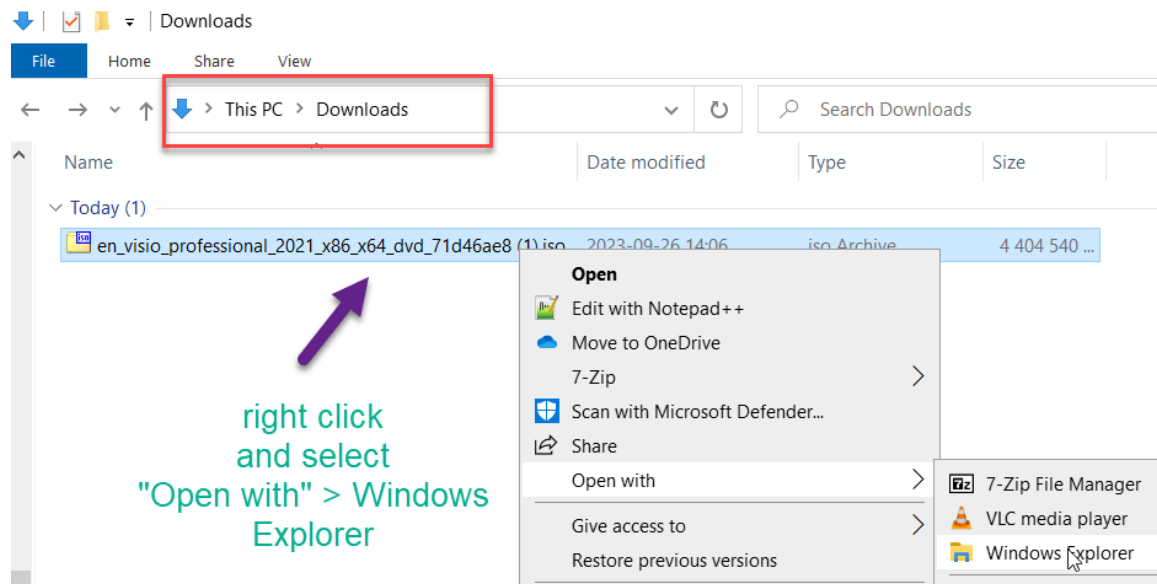 Downloads
File Home Share View
This PC > Downloads
Search Downloads
Name Date modified Type Size
Today (1)
en_visio_professional_2021_x86_x64_dvd_71d46ae8 (1).iso 2023-09-26 14:06 iso Archive 4 404 540 ...
Open
Edit with Notepad++
Move to OneDrive
7-Zip
Scan with Microsoft Defender...
Share
Open with
Give access to
Restore previous versions
7-Zip File Manager
VLC media player
Windows Explorer
right click
and select
"Open with" > Windows
Explorer